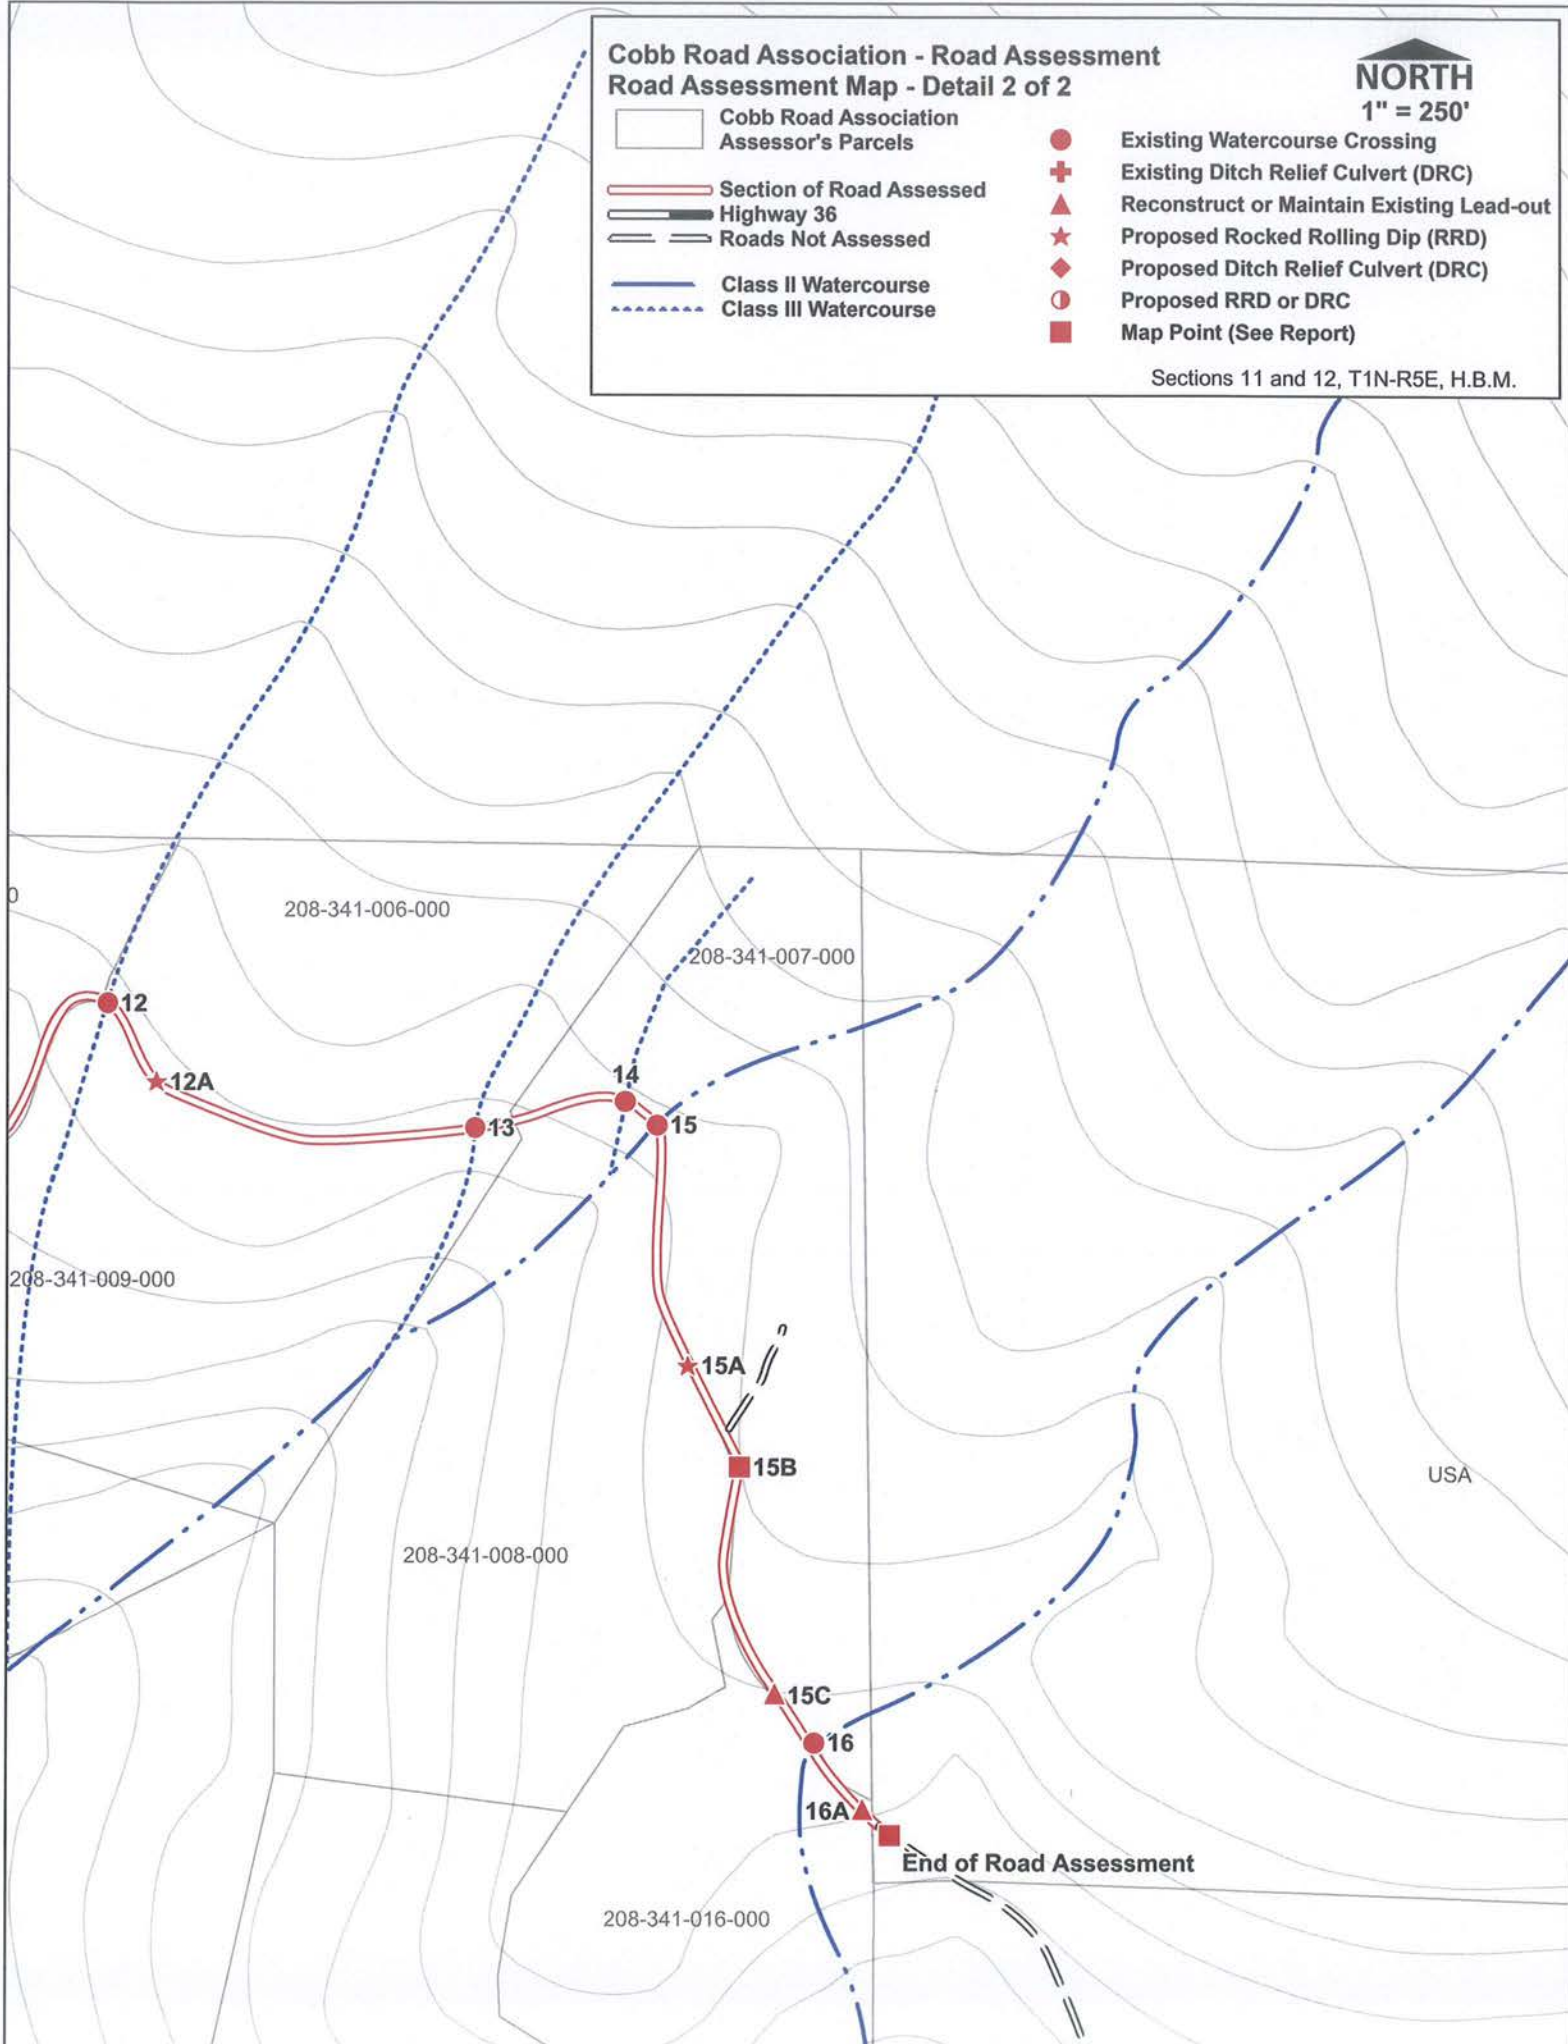 Cobb Road Association - Road Assessment
Road Assessment Map - Detail 2 of 2
NORTH
1" = 250'
Cobb Road Association
Assessor's Parcels
Section of Road Assessed
Highway 36
Roads Not Assessed
Class II Watercourse
Class III Watercourse
Existing Watercourse Crossing
Existing Ditch Relief Culvert (DRC)
Reconstruct or Maintain Existing Lead-out
Proposed Rocked Rolling Dip (RRD)
Proposed Ditch Relief Culvert (DRC)
Proposed RRD or DRC
Map Point (See Report)
Sections 11 and 12, T1N-R5E, H.B.M.
0
208-341-006-000
208-341-007-000
12
12A
14
13
15
208-341-009-000
15A
15B
USA
208-341-008-000
15C
16
16A
End of Road Assessment
208-341-016-000